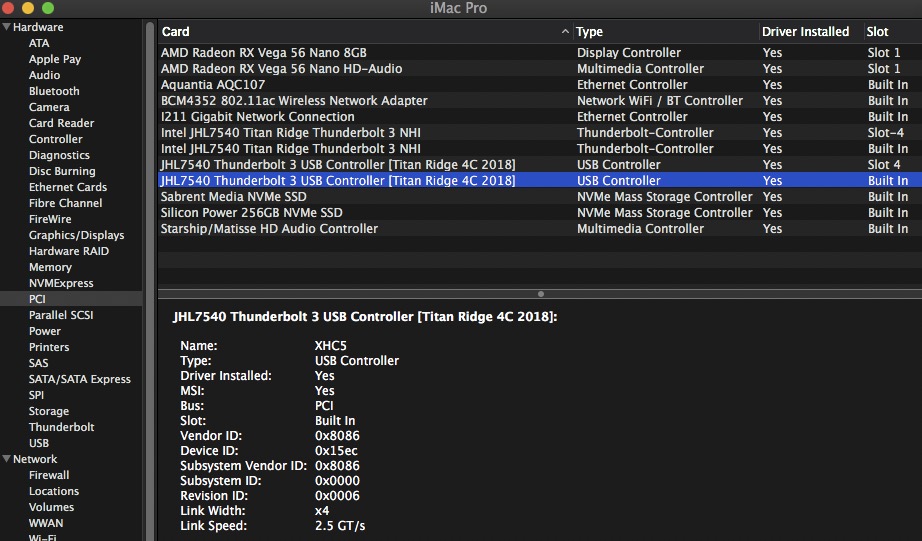 iMac Pro
Hardware
ATA
Apple Pay
Audio
Bluetooth
Camera
Card Reader
Controller
Diagnostics
Disc Burning
Ethernet Cards
Fibre Channel
FireWire
Graphics/Displays
Hardware RAID
Memory
NVMExpress
PCI
Parallel SCSI
Power
Printers
SAS
SATA/SATA Express
SPI
Storage
Thunderbolt
USB
Network
Firewall
Locations
Volumes
WWAN
Wi-Fi
Card Type Driver Installed Slot
AMD Radeon RX Vega 56 Nano 8GB Display Controller Yes Slot 1
AMD Radeon RX Vega 56 Nano HD-Audio Multimedia Controller Yes Slot 1
Aquantia AQC107 Ethernet Controller Yes Built In
BCM4352 802.11ac Wireless Network Adapter Network WiFi / BT Controller Yes Built In
I211 Gigabit Network Connection Ethernet Controller Yes Built In
Intel JHL7540 Titan Ridge Thunderbolt 3 NHI Thunderbolt-Controller Yes Slot-4
Intel JHL7540 Titan Ridge Thunderbolt 3 NHI Thunderbolt-Controller Yes Built In
JHL7540 Thunderbolt 3 USB Controller [Titan Ridge 4C 2018] USB Controller Yes Slot 4
JHL7540 Thunderbolt 3 USB Controller [Titan Ridge 4C 2018] USB Controller Yes Built In
Sabrent Media NVMe SSD NVMe Mass Storage Controller Yes Built In
Silicon Power 256GB NVMe SSD NVMe Mass Storage Controller Yes Built In
Starship/Matisse HD Audio Controller Multimedia Controller Yes Built In
JHL7540 Thunderbolt 3 USB Controller [Titan Ridge 4C 2018]:
Name: XHC5
Type: USB Controller
Driver Installed: Yes
MSI: Yes
Bus: PCI
Slot: Built In
Vendor ID: 0x8086
Device ID: 0x15ec
Subsystem Vendor ID: 0x8086
Subsystem ID: 0x0000
Revision ID: 0x0006
Link Width: x4
Link Speed: 2.5 GT/s